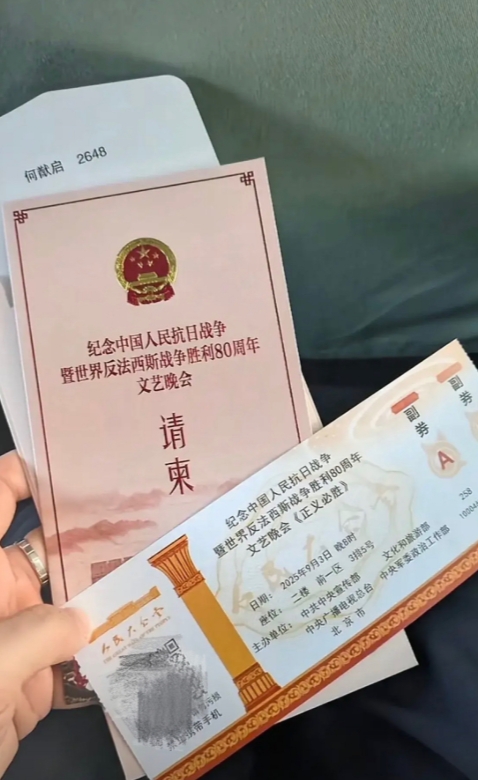 何猷启 2648
纪念中国人民抗日战争
暨世界反法西斯战争胜利80周年
文艺晚会
请
柬
纪念中国人民抗日战争
暨世界反法西斯战争胜利80周年
文艺晚会《正义必胜》
日期：2025年9月3日 晚8时
座位：二楼 前一区 3排5号
主办单位：中共中央宣传部 文化和旅游部
中央广播电视总台 中央军委政治工作部
北京市
人民大会堂
带手机
副券
A
副券
258